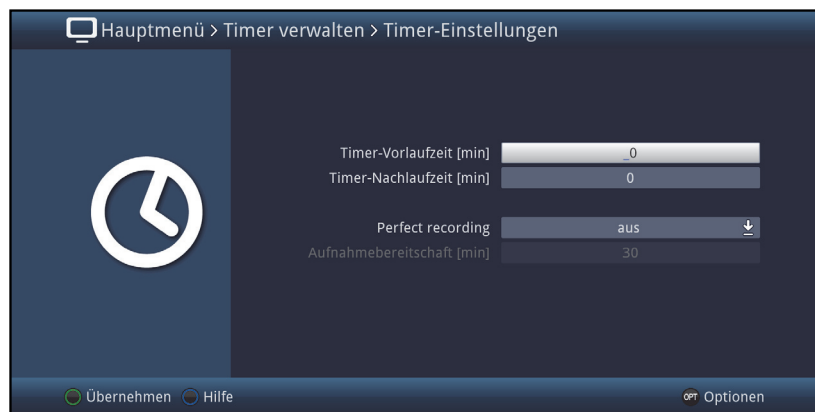 Hauptmenü > Timer verwalten > Timer-Einstellungen
Timer-Vorlaufzeit [min] _0
Timer-Nachlaufzeit [min] 0
Perfect recording aus
Aufnahmebereitschaft [min] 30
Übernehmen Hilfe OPT Optionen